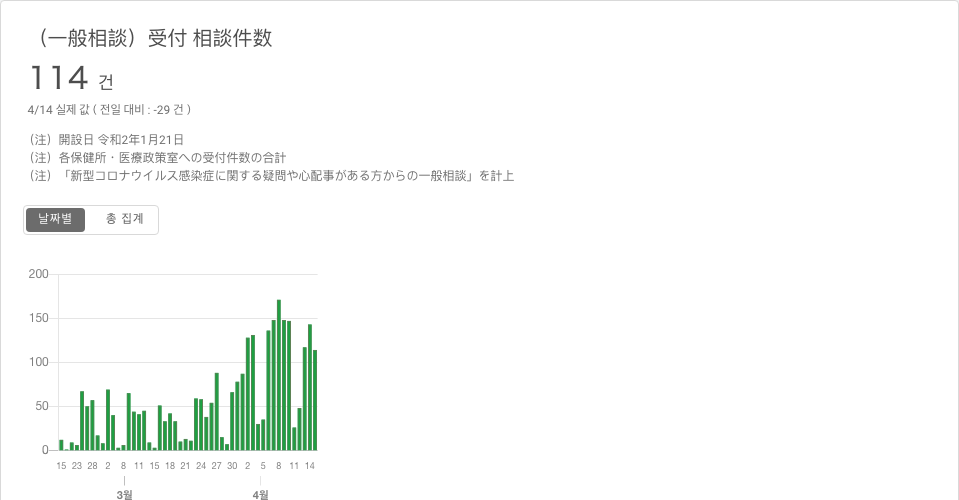 （一般相談）受付 相談件数
114 건
4/14 실제 값 ( 전일 대비 : -29 건 )
（注）開設日 令和2年1月21日
（注）各保健所・医療政策室への受付件数の合計
（注）「新型コロナウイルス感染症に関する疑問や心配事がある方からの一般相談」を計上
날짜별 총 집계
200
150
100
50
0
15 23 28 2 8 11 15 18 21 24 27 30 2 5 8 11 14
3월 4월